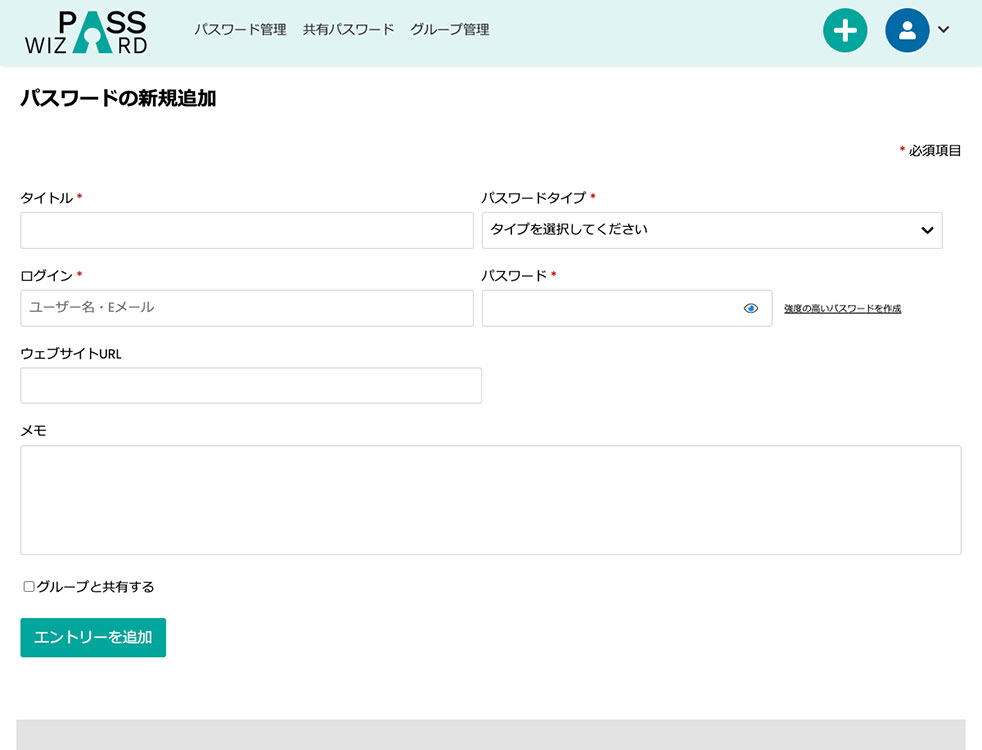 PASS
WIZARD
パスワード管理 共有パスワード グループ管理
パスワードの新規追加
* 必須項目
タイトル * パスワードタイプ *
タイプを選択してください
ログイン * パスワード *
ユーザー名・Eメール 強度の高いパスワードを作成
ウェブサイトURL
メモ
グループと共有する
エントリーを追加